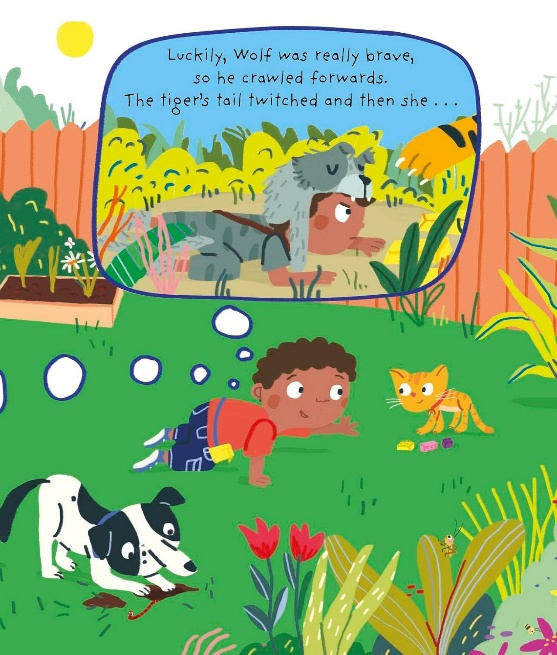 Luckily, Wolf was really brave,
so he crawled forwards.
The tiger's tail twitched and then she . . .